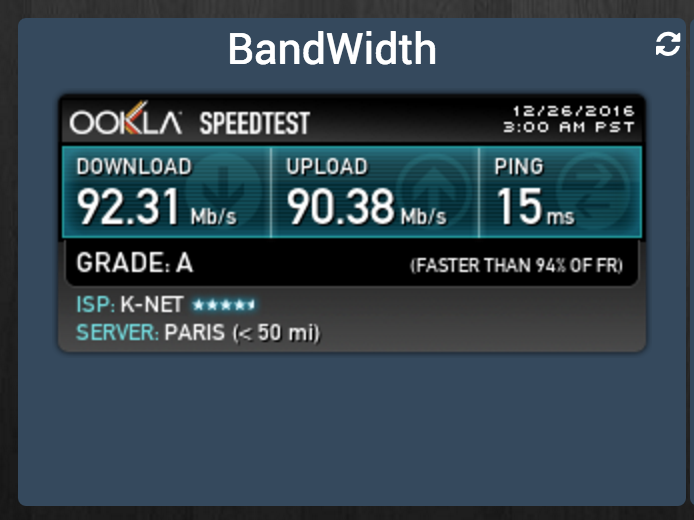 BandWidth
OOKLA SPEEDTEST
12/26/2016
3:00 AM PST
DOWNLOAD
92.31 Mb/s
UPLOAD
90.38 Mb/s
PING
15 ms
GRADE: A
(FASTER THAN 94% OF FR)
ISP: K-NET
SERVER: PARIS (< 50 mi)